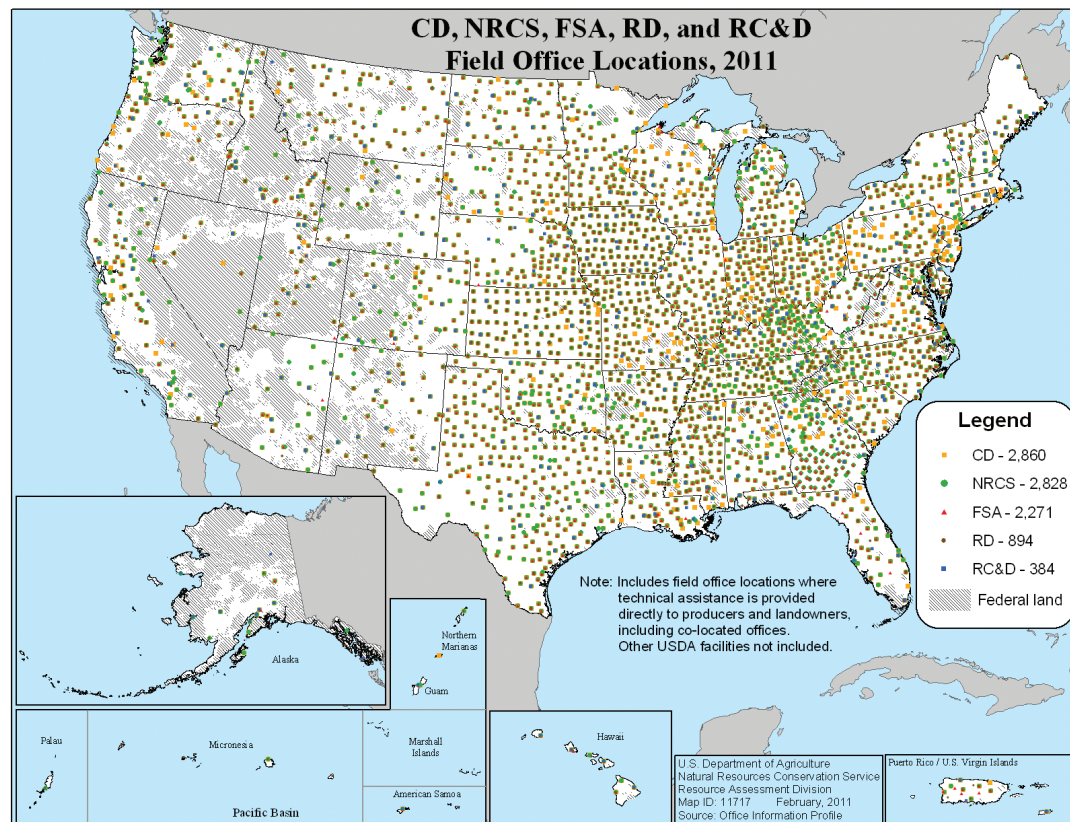 CD, NRCS, FSA, RD, and RC&D
Field Office Locations, 2011
Legend
CD - 2,860
NRCS - 2,828
FSA - 2,271
RD - 894
RC&D - 384
Federal land
Note: Includes field office locations where
technical assistance is provided
directly to producers and landowners,
including co-located offices.
Other USDA facilities not included.
Alaska
Northern
Marianas
Guam
Palau
Micronesia
Marshall
Islands
American Samoa
Pacific Basin
Hawaii
U.S. Department of Agriculture
Natural Resources Conservation Service
Resource Assessment Division
Map ID: 11717 February, 2011
Source: Office Information Profile
Puerto Rico / U.S. Virgin Islands